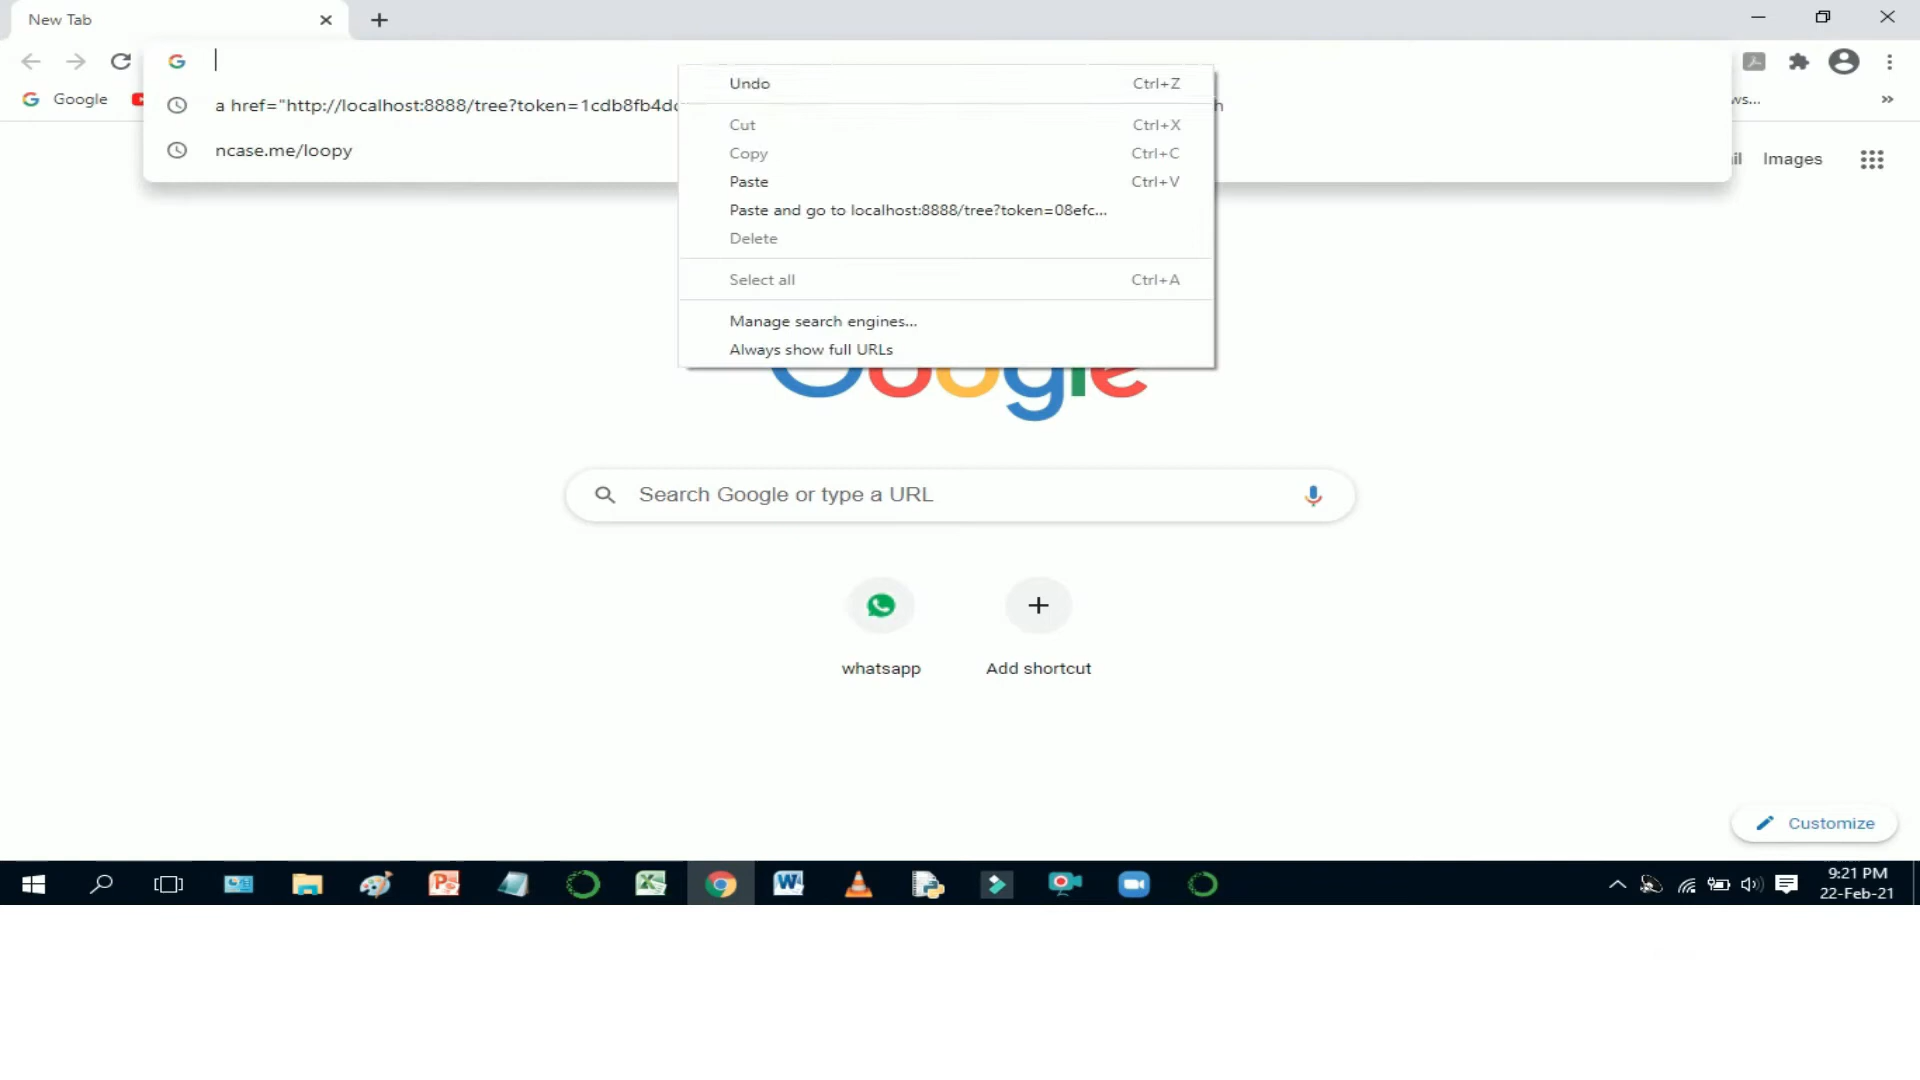 New Tab
Google
a href="http://localhost:8888/tree?token=1cdb8fb4dc
ncase.me/loopy
Undo Ctrl+Z
Cut Ctrl+X
Copy Ctrl+C
Paste Ctrl+V
Paste and go to localhost:8888/tree?token=08efc...
Delete
Select all Ctrl+A
Manage search engines...
Always show full URLs
Images
Google
Search Google or type a URL
whatsapp
Add shortcut
Customize
9:21 PM
22-Feb-21